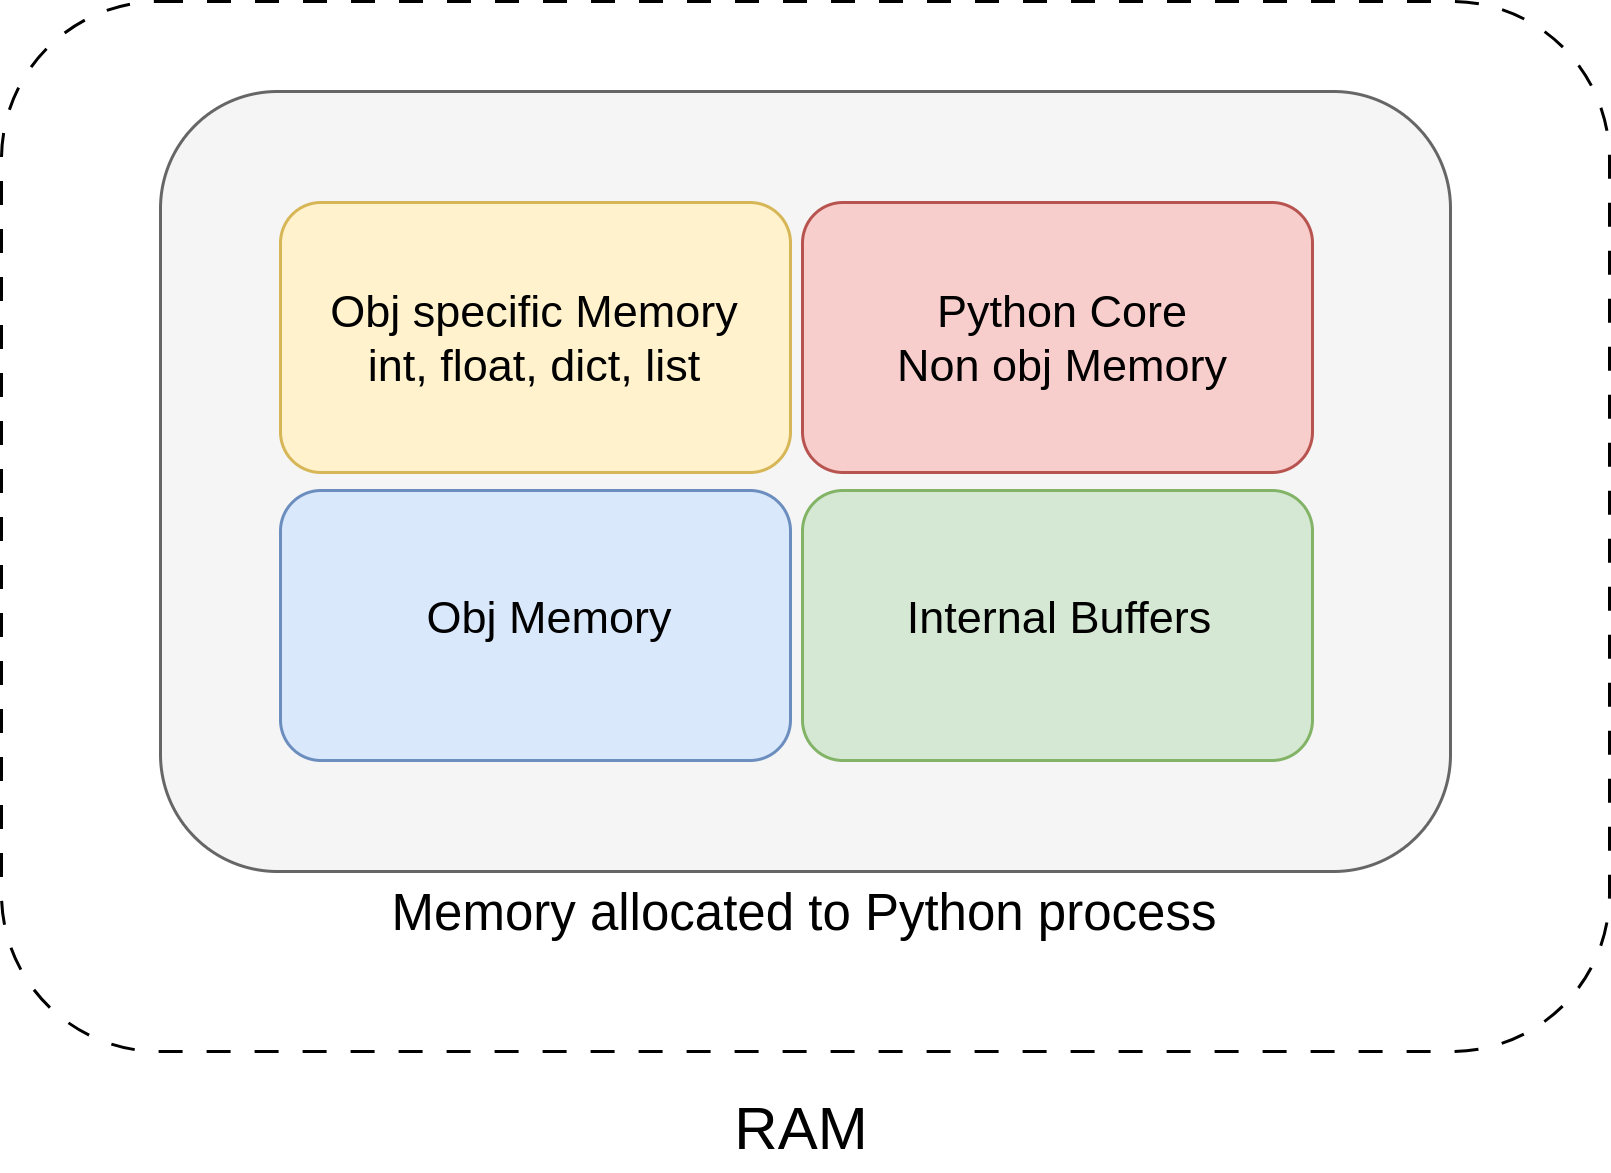 Obj specific Memory
int, float, dict, list
Python Core
Non obj Memory
Obj Memory
Internal Buffers
Memory allocated to Python process
RAM